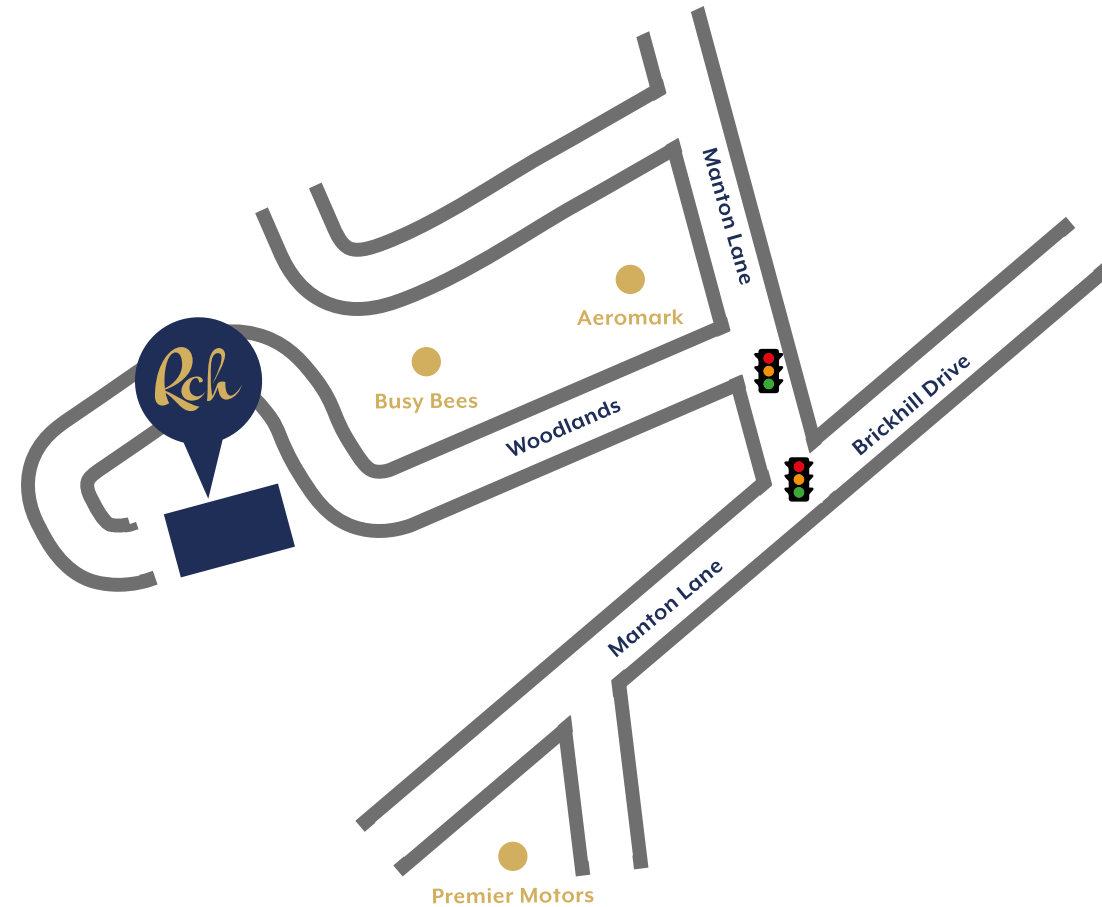 Manton Lane
Aeromark
Rch
Busy Bees
Woodlands
Brickhill Drive
Manton Lane
Premier Motors